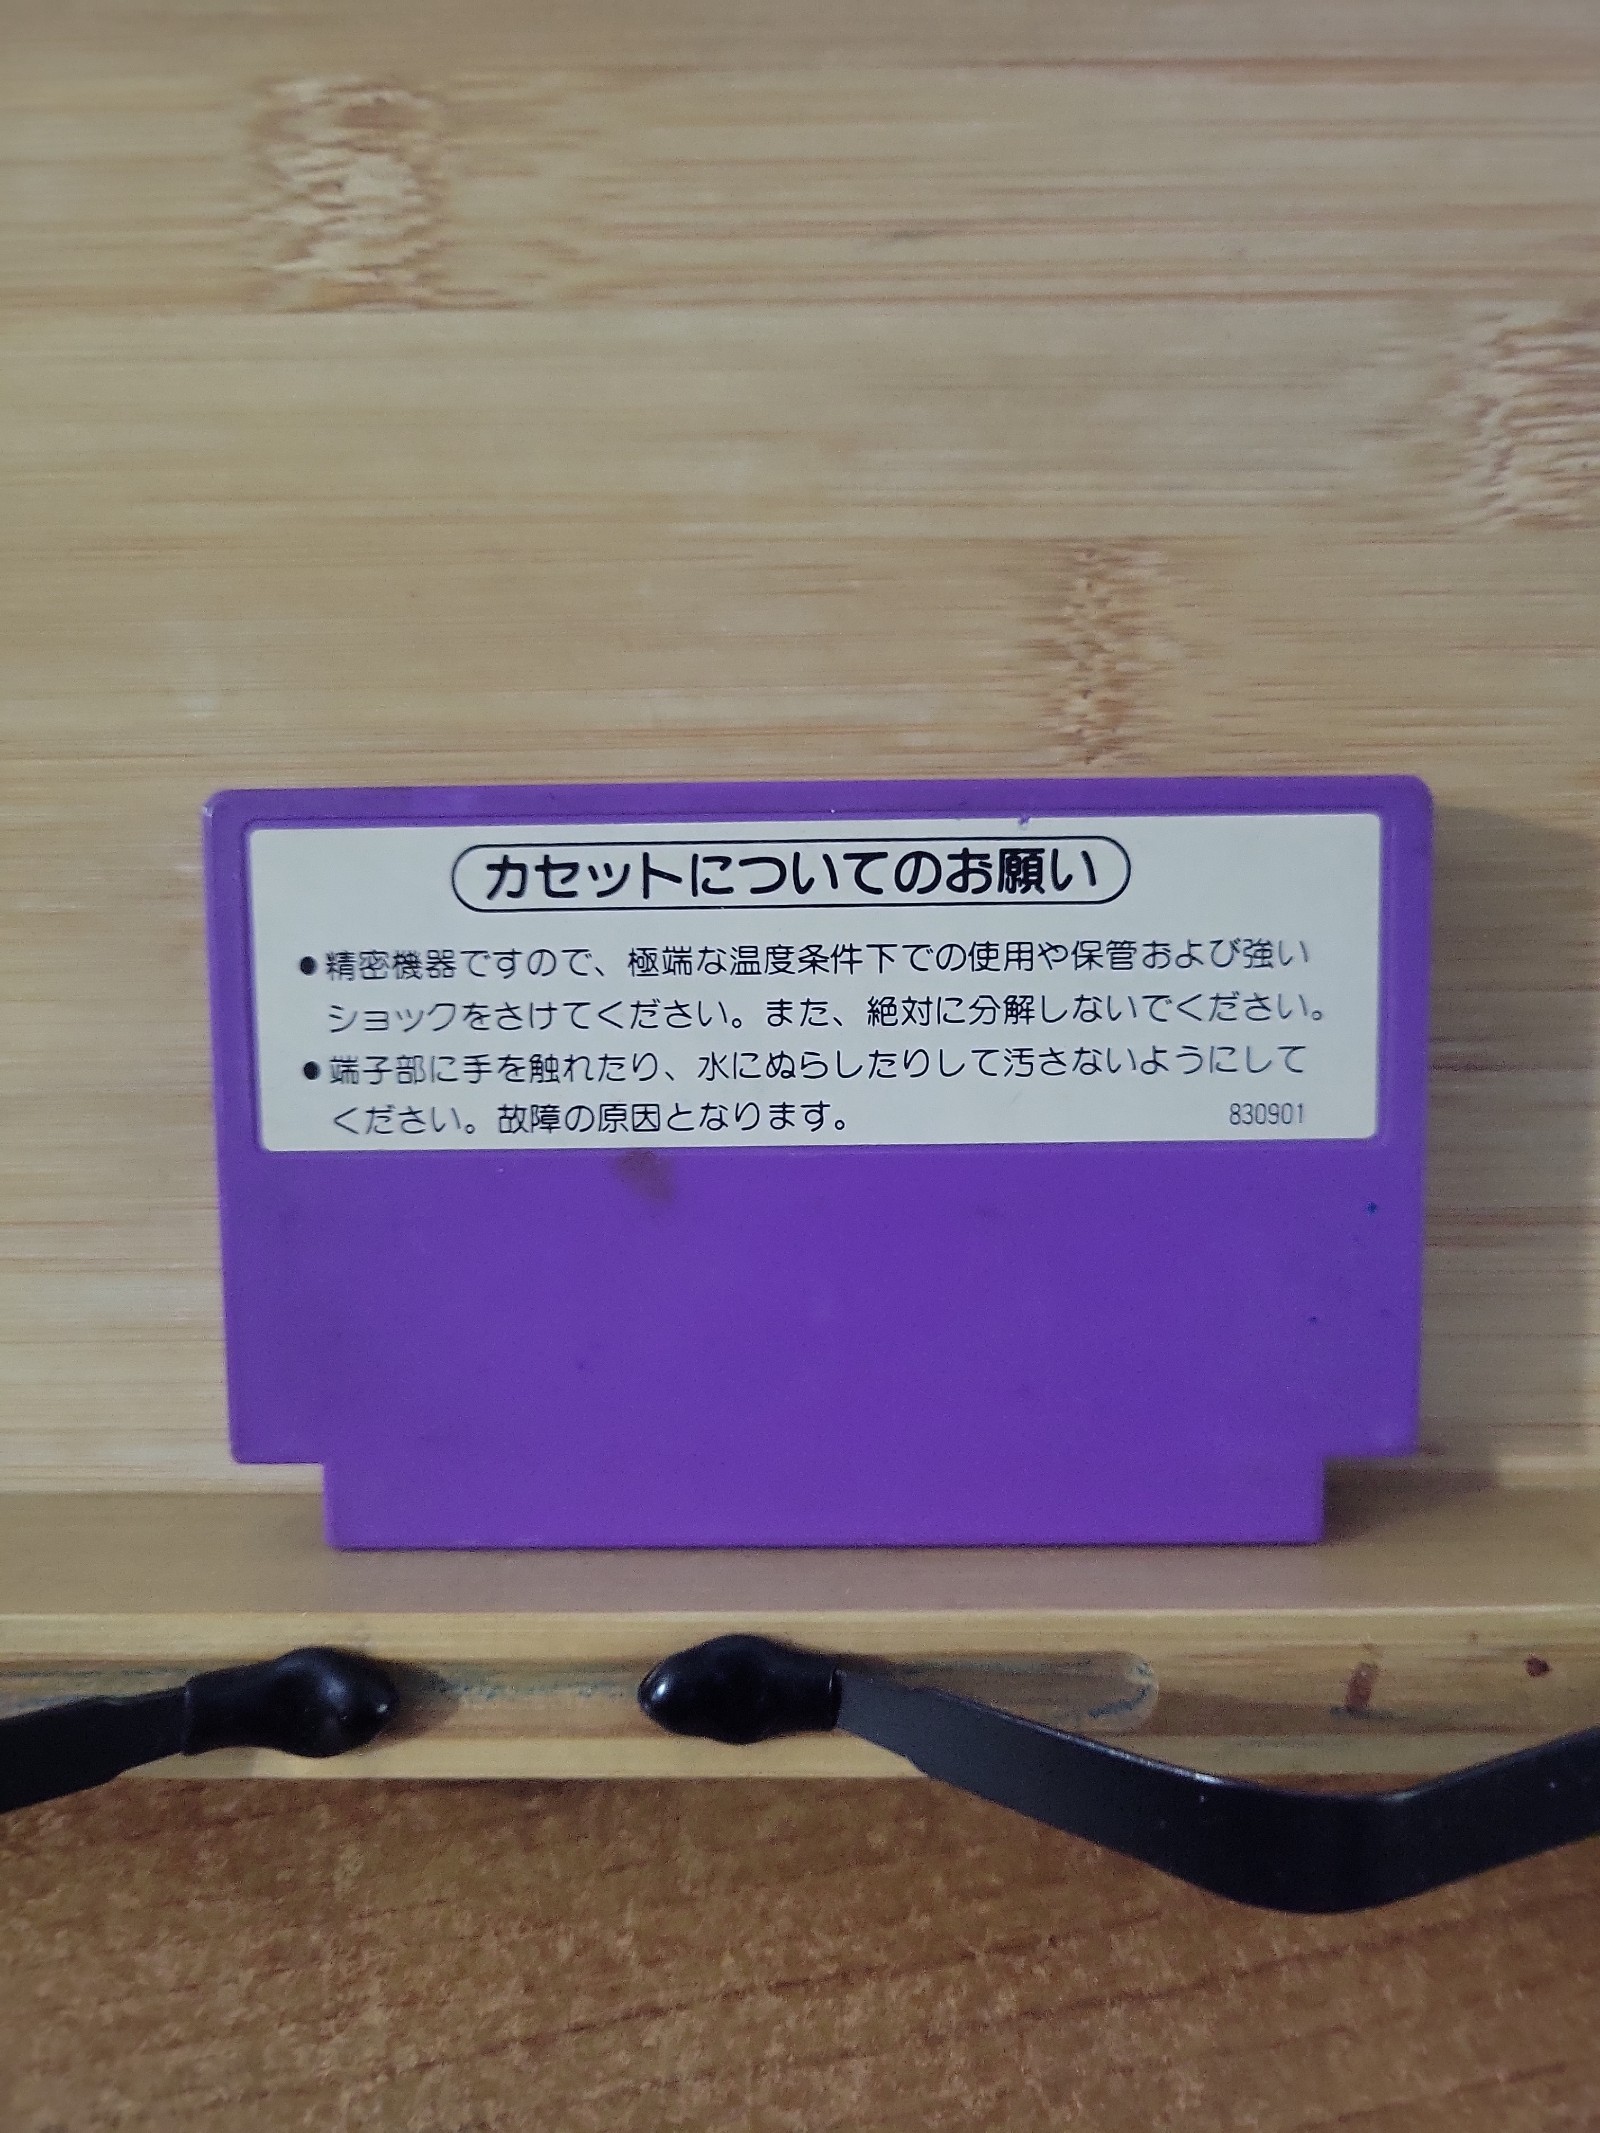 カセットについてのお願い
●精密機器ですので、極端な温度条件下での使用や保管および強い
ショックをさけてください。また、絶対に分解しないでください。
●端子部に手を触れたり、水にぬらしたりして汚さないようにして
ください。故障の原因となります。 830901